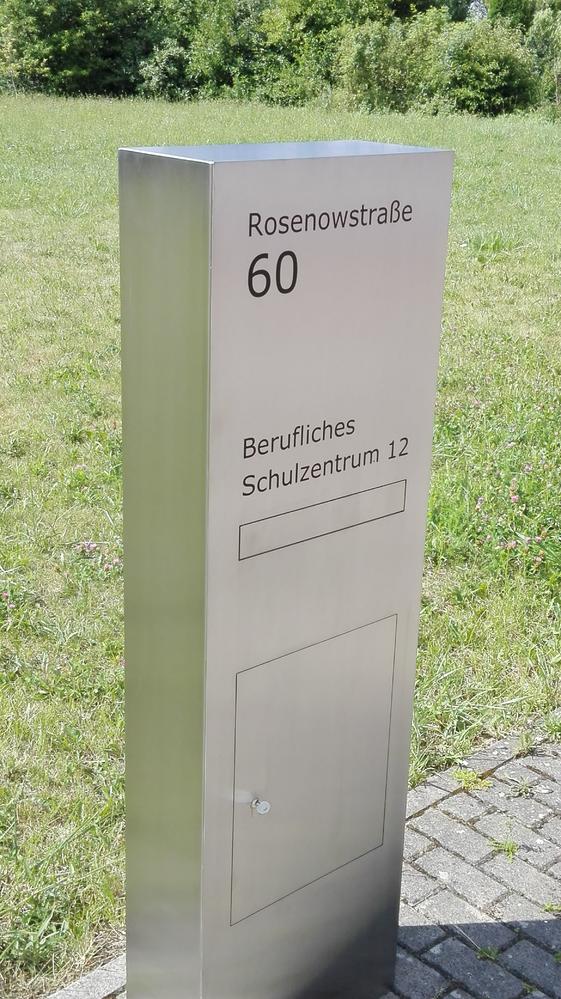 Rosenowstraße
60
Berufliches
Schulzentrum 12